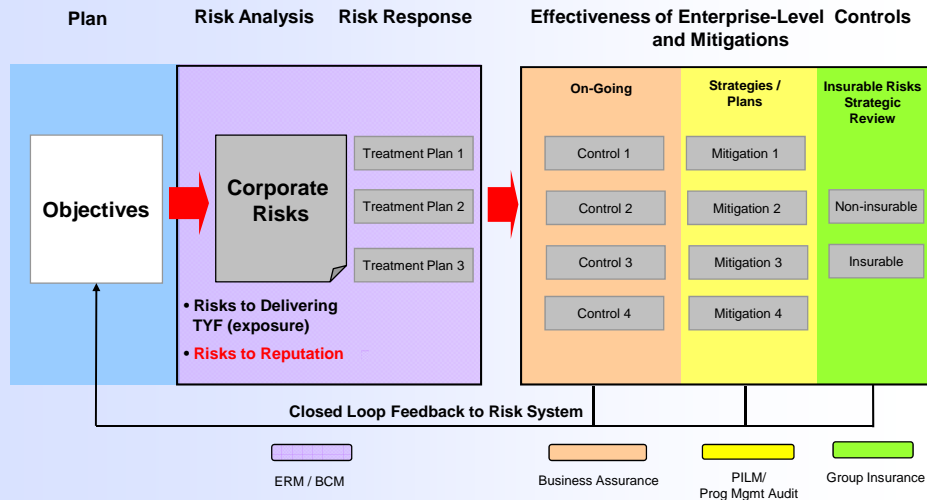 Plan
Risk Analysis
Risk Response
Effectiveness of Enterprise-Level Controls
and Mitigations
Objectives
Corporate
Risks
Treatment Plan 1
Treatment Plan 2
Treatment Plan 3
• Risks to Delivering
TYF (exposure)
• Risks to Reputation
On-Going
Control 1
Control 2
Control 3
Control 4
Strategies /
Plans
Mitigation 1
Mitigation 2
Mitigation 3
Mitigation 4
Insurable Risks
Strategic
Review
Non-insurable
Insurable
Closed Loop Feedback to Risk System
ERM / BCM
Business Assurance
PILM/
Prog Mgmt Audit
Group Insurance